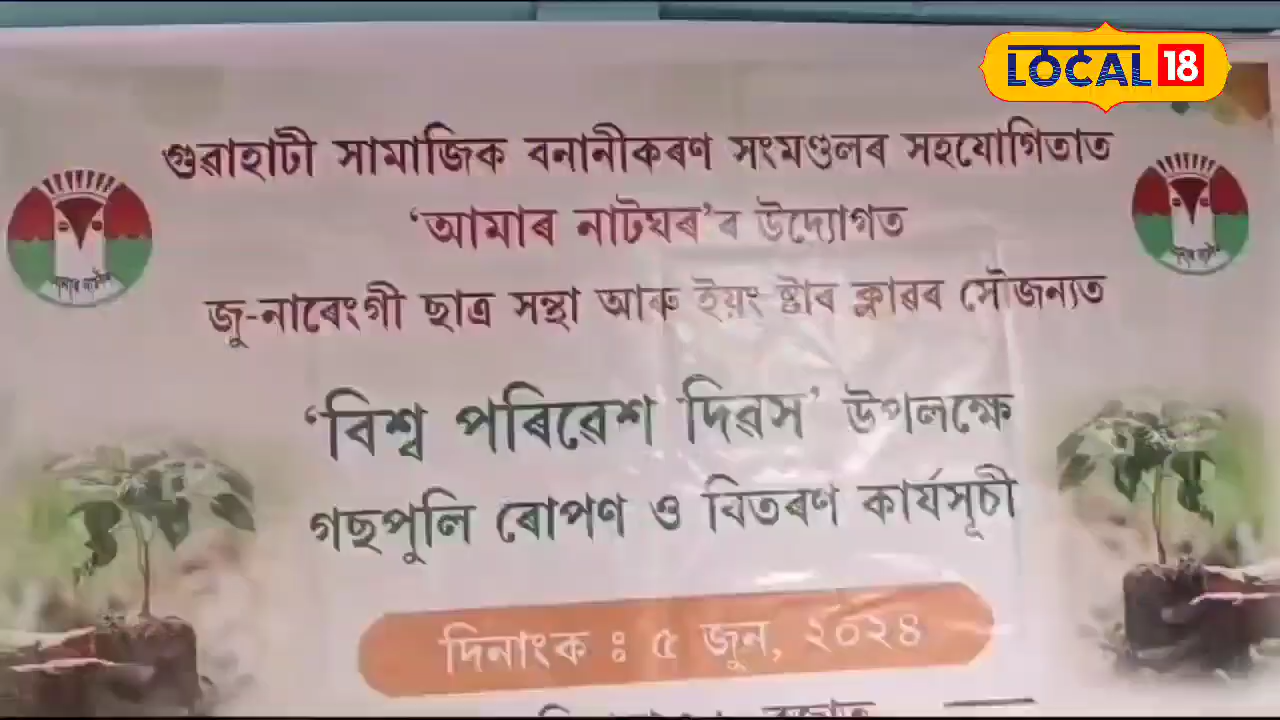 LOCAL 18
গুৱাহাটী সামাজিক বনানীকৰণ সংমণ্ডলৰ সহযোগিতাত
‘আমাৰ নাটঘৰ’ৰ উদ্যোগত
জু-নাৰেংগী ছাত্ৰ সন্থা আৰু ইয়ং ষ্টাৰ ক্লাৱৰ সৌজন্যত
‘বিশ্ব পৰিৱেশ দিৱস’ উপলক্ষে
গছপুলি ৰোপণ ও বিতৰণ কাৰ্যসূচী
দিনাংক : ৫ জুন, ২০২৪